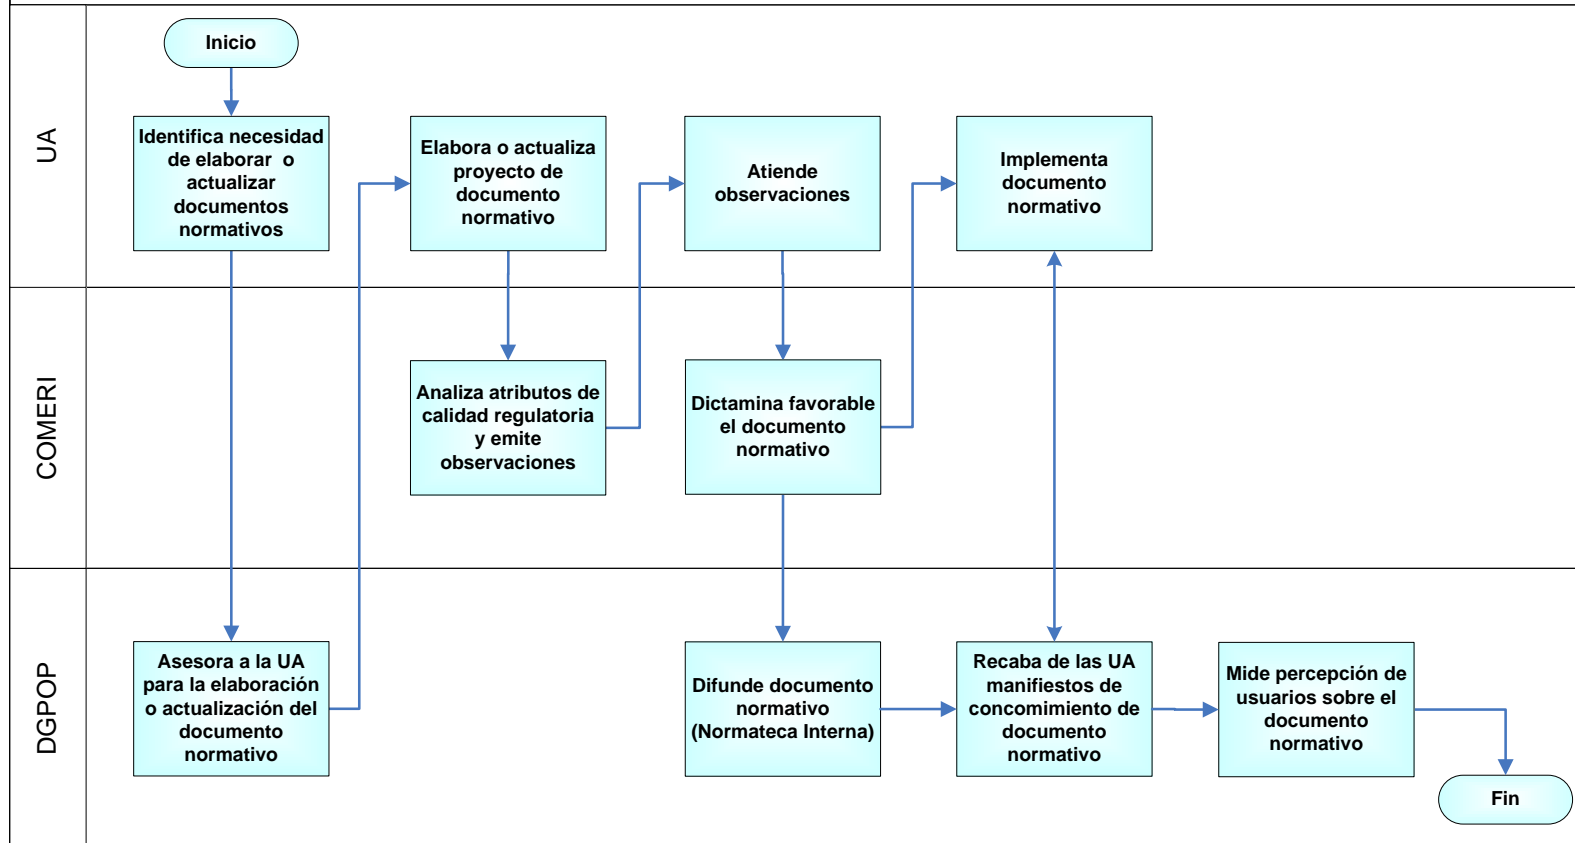 UA
Inicio
Identifica necesidad
de elaborar o
actualizar
documentos
normativos
Elabora o actualiza
proyecto de
documento
normativo
Atiende
observaciones
Implementa
documento
normativo
COMERI
Analiza atributos de
calidad regulatoria
y emite
observaciones
Dictamina favorable
el documento
normativo
DGPOP
Asesora a la UA
para la elaboración
o actualización del
documento
normativo
Difunde documento
normativo
(Normateca Interna)
Recaba de las UA
manifiestos de
concomimiento de
documento
normativo
Mide percepción de
usuarios sobre el
documento
normativo
Fin